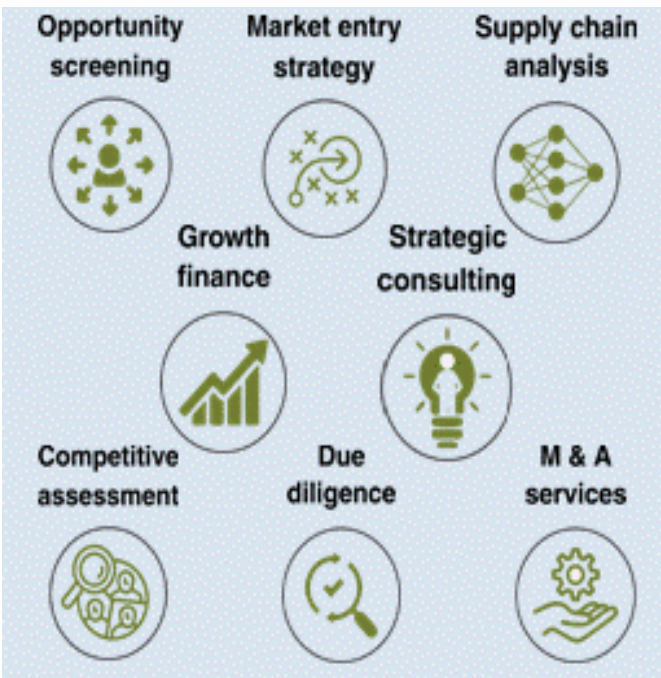 Opportunity
screening
Market entry
strategy
Supply chain
analysis
Growth
finance
Strategic
consulting
Competitive
assessment
Due
diligence
M & A
services